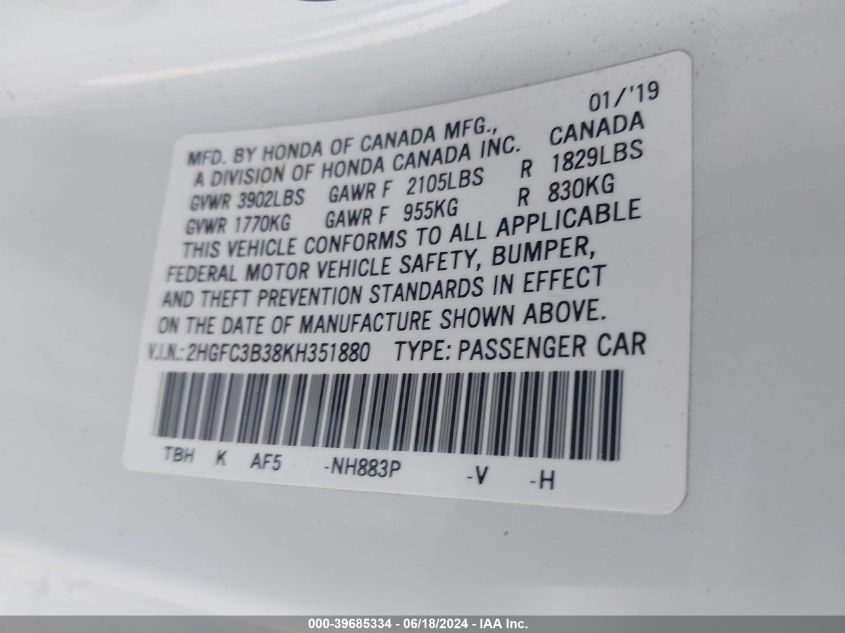 01/'19
MFD. BY HONDA OF CANADA MFG., CANADA
A DIVISION OF HONDA CANADA INC.
GVWR 3902LBS GAWR F 2105LBS R 1829LBS
GVWR 1770KG GAWR F 955KG R 830KG
THIS VEHICLE CONFORMS TO ALL APPLICABLE
FEDERAL MOTOR VEHICLE SAFETY, BUMPER,
AND THEFT PREVENTION STANDARDS IN EFFECT
ON THE DATE OF MANUFACTURE SHOWN ABOVE.
V.I.N.: 2HGFC3B38KH351880 TYPE: PASSENGER CAR
TBH K AF5 -NH883P -V -H
000-39685334 - 06/18/2024 - IAA Inc.